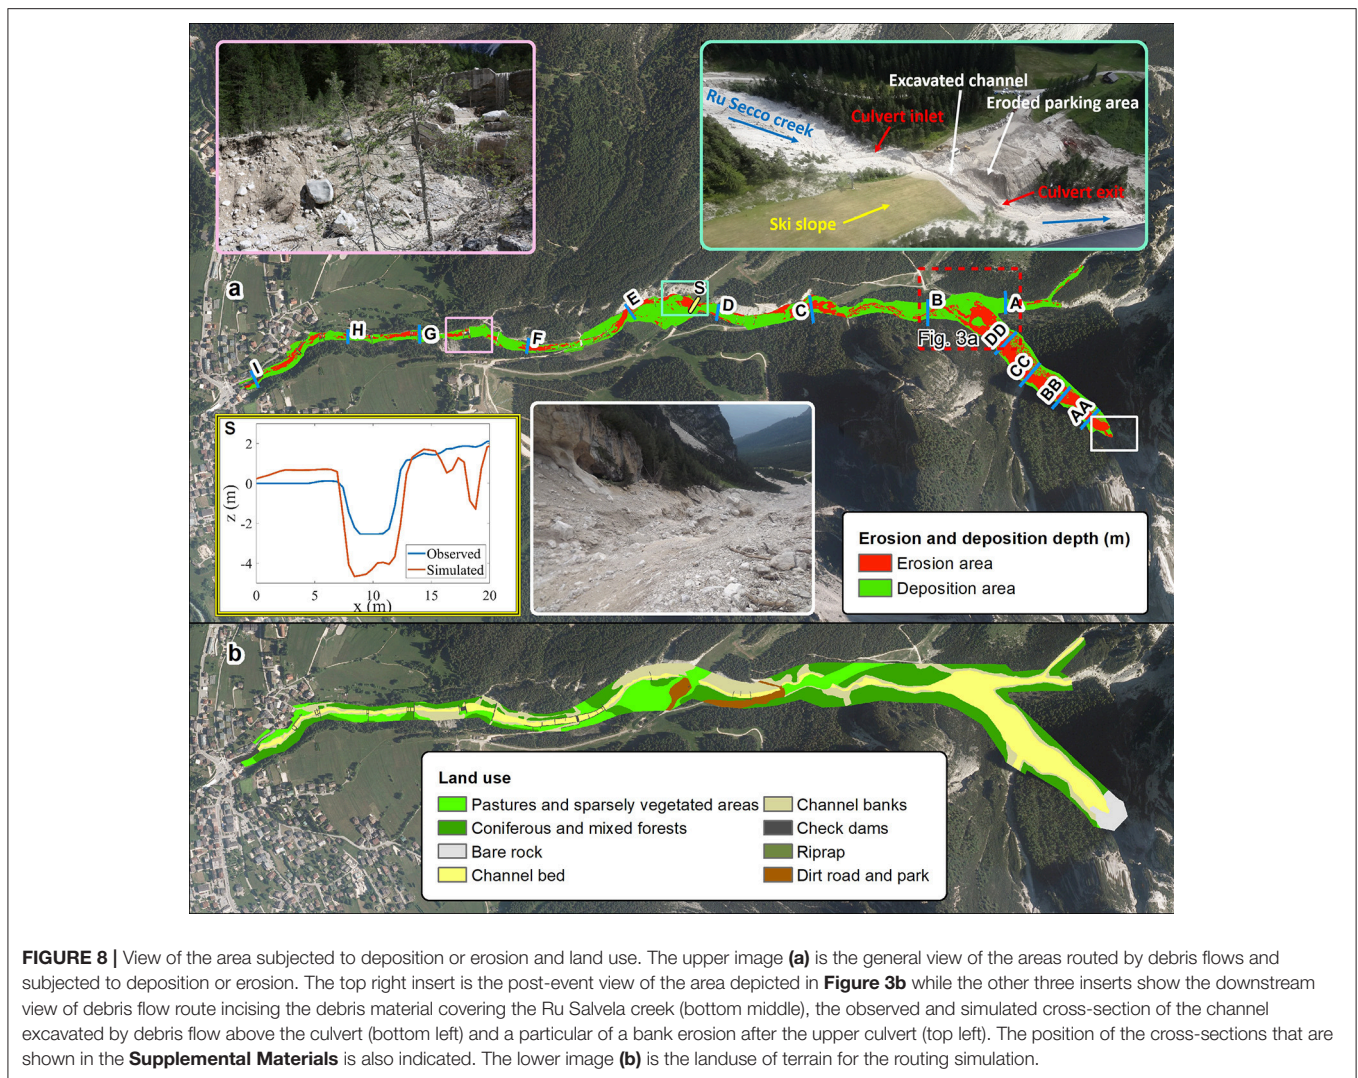 Ru Secco creek
Culvert inlet
Excavated channel
Eroded parking area
Culvert exit
Ski slope
a
I
H
G
F
E
S
D
C
B
A
Fig. 3a
DD
CC
BB
AA
S
z (m)
2
0
-2
-4
Observed
Simulated
0
5
10
15
20
x (m)
Erosion and deposition depth (m)
Erosion area
Deposition area
b
Land use
Pastures and sparsely vegetated areas
Coniferous and mixed forests
Bare rock
Channel bed
Channel banks
Check dams
Riprap
Dirt road and park
FIGURE 8 | View of the area subjected to deposition or erosion and land use. The upper image (a) is the general view of the areas routed by debris flows and
subjected to deposition or erosion. The top right insert is the post-event view of the area depicted in Figure 3b while the other three inserts show the downstream
view of debris flow route incising the debris material covering the Ru Salvela creek (bottom middle), the observed and simulated cross-section of the channel
excavated by debris flow above the culvert (bottom left) and a particular of a bank erosion after the upper culvert (top left). The position of the cross-sections that are
shown in the Supplemental Materials is also indicated. The lower image (b) is the landuse of terrain for the routing simulation.